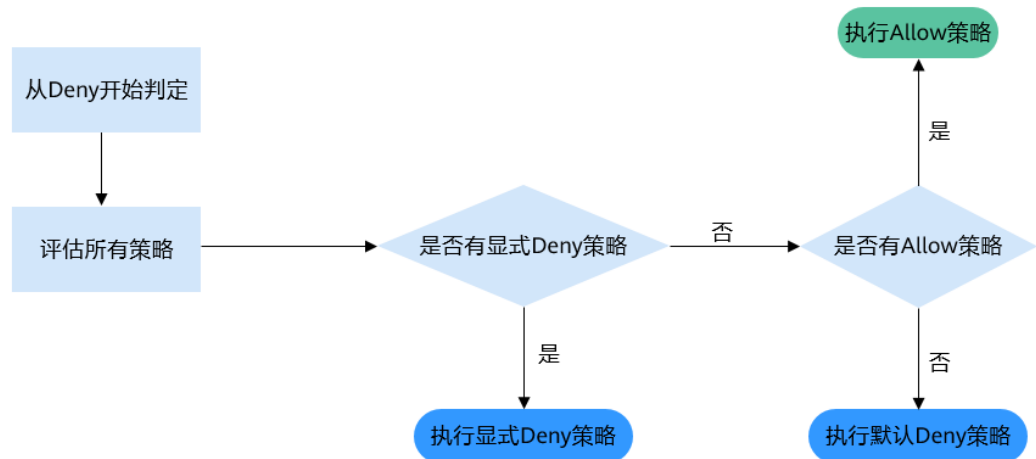 从Deny开始判定
评估所有策略
是否有显式Deny策略
是
执行显式Deny策略
否
是否有Allow策略
是
执行Allow策略
否
执行默认Deny策略